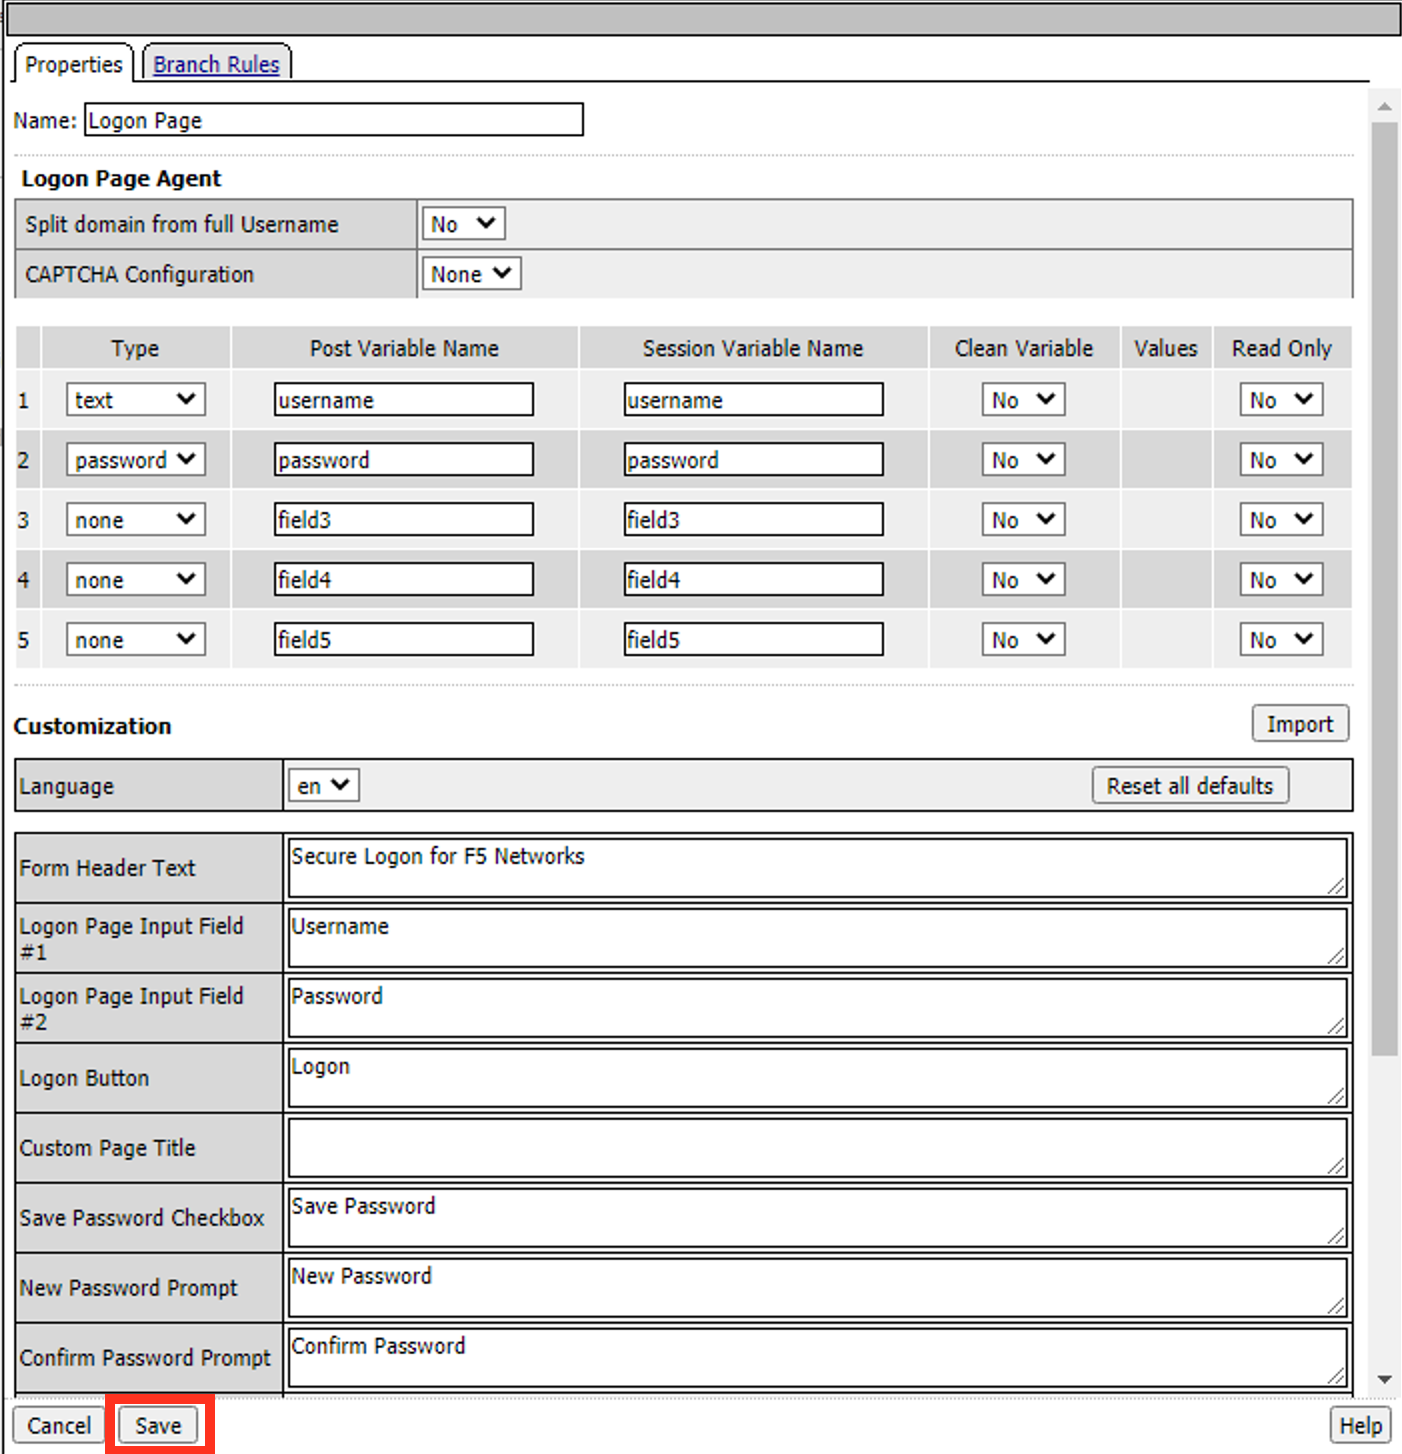 Properties
Branch Rules
Name: Logon Page
Logon Page Agent
Split domain from full Username No
CAPTCHA Configuration None
Type Post Variable Name Session Variable Name Clean Variable Values Read Only
1 text username username No No
2 password password password No No
3 none field3 field3 No No
4 none field4 field4 No No
5 none field5 field5 No No
Customization Import
Language en Reset all defaults
Form Header Text Secure Logon for F5 Networks
Logon Page Input Field
#1
Username
Logon Page Input Field
#2
Password
Logon Button Logon
Custom Page Title
Save Password Checkbox Save Password
New Password Prompt New Password
Confirm Password Prompt Confirm Password
Cancel Save Help